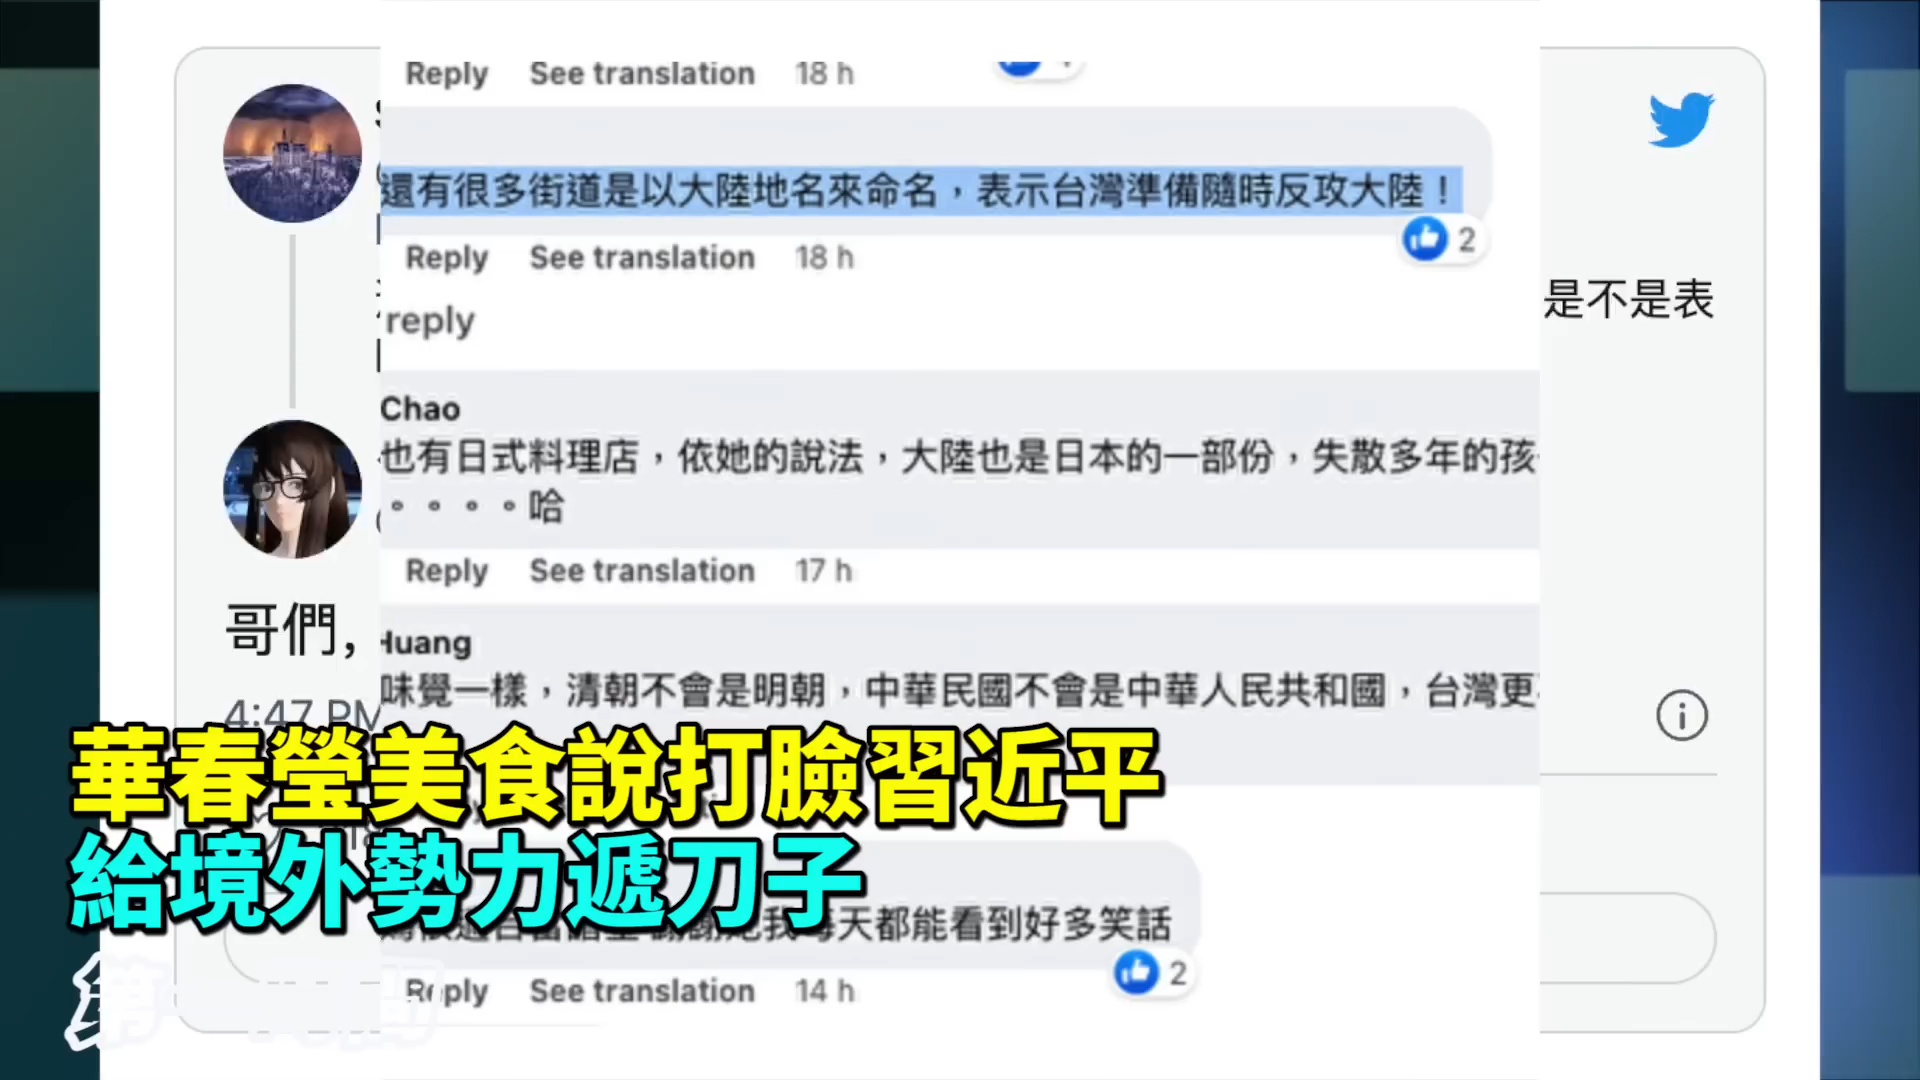 Reply See translation 18 h
還有很多街道是以大陸地名來命名，表示台灣準備隨時反攻大陸！
2
Reply See translation 18 h
reply
是不是表
Chao
也有日式料理店，依她的說法，大陸也是日本的一部份，失散多年的孩
。。。。哈
Reply See translation 17 h
哥們,
Huang
味覺一樣，清朝不會是明朝，中華民國不會是中華人民共和國，台灣更
4:47 PM
華春瑩美食說打臉習近平
給境外勢力遞刀子
我每天都能看到好多笑話
2
Reply See translation 14 h